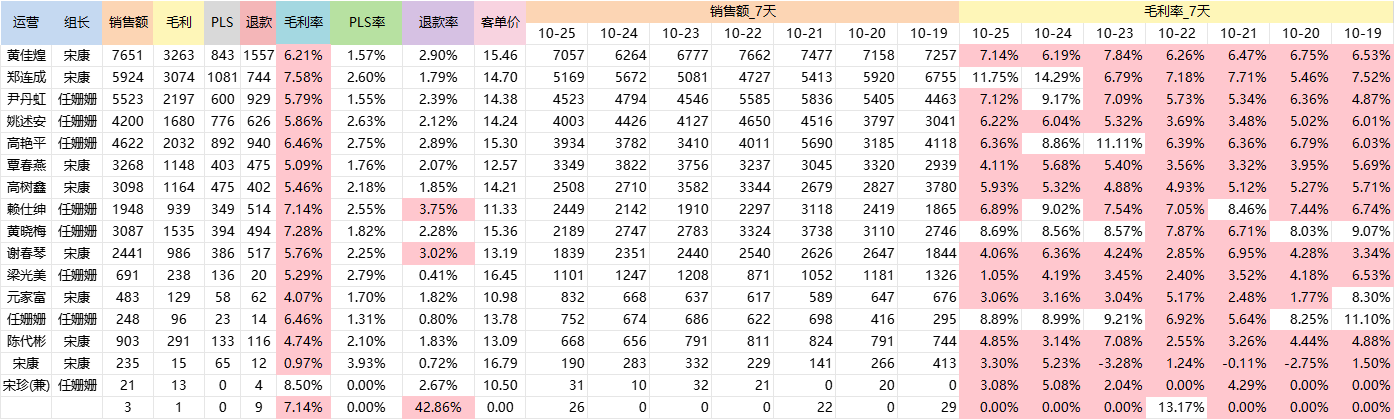 运营 组长 销售额 毛利 PLS 退款 毛利率 PLS率 退款率 客单价 销售额_7天 毛利率_7天
10-25 10-24 10-23 10-22 10-21 10-20 10-19 10-25 10-24 10-23 10-22 10-21 10-20 10-19
黄佳煌 宋康 7651 3263 843 1557 6.21% 1.57% 2.90% 15.46 7057 6264 6777 7662 7477 7158 7257 7.14% 6.19% 7.84% 6.26% 6.47% 6.75% 6.53%
郑连成 宋康 5924 3074 1081 744 7.58% 2.60% 1.79% 14.70 5169 5672 5081 4727 5413 5920 6755 11.75% 14.29% 6.79% 7.18% 7.71% 5.46% 7.52%
尹丹虹 任姗姗 5523 2197 600 929 5.79% 1.55% 2.39% 14.38 4523 4794 4546 5585 5836 5405 4463 7.12% 9.17% 7.09% 5.73% 5.34% 6.36% 4.87%
姚述安 任姗姗 4200 1680 776 626 5.86% 2.63% 2.12% 14.24 4003 4426 4127 4650 4516 3797 3041 6.22% 6.04% 5.32% 3.69% 3.48% 5.02% 6.01%
高艳平 任姗姗 4622 2032 892 940 6.46% 2.75% 2.89% 15.30 3934 3782 3410 4011 5690 3185 4118 6.36% 8.86% 11.11% 6.39% 6.36% 6.79% 6.03%
覃春燕 宋康 3268 1148 403 475 5.09% 1.76% 2.07% 12.57 3349 3822 3756 3237 3045 3320 2939 4.11% 5.68% 5.40% 3.56% 3.32% 3.95% 5.69%
高树鑫 宋康 3098 1164 475 402 5.46% 2.18% 1.85% 14.21 2508 2710 3582 3344 2679 2827 3780 5.93% 5.32% 4.88% 4.93% 5.12% 5.27% 5.71%
赖仕绅 任姗姗 1948 939 349 514 7.14% 2.55% 3.75% 11.33 2449 2142 1910 2297 3118 2419 1865 6.89% 9.02% 7.54% 7.05% 8.46% 7.44% 6.74%
黄晓梅 任姗姗 3087 1535 394 494 7.28% 1.82% 2.28% 15.36 2189 2747 2783 3324 3738 3110 2746 8.69% 8.56% 8.57% 7.87% 6.71% 8.03% 9.07%
谢春琴 宋康 2441 986 386 517 5.76% 2.25% 3.02% 13.19 1839 2351 2440 2540 2626 2647 1844 4.06% 6.36% 4.24% 2.85% 6.95% 4.28% 3.34%
梁光美 任姗姗 691 238 136 20 5.29% 2.79% 0.41% 16.45 1101 1247 1208 871 1052 1181 1326 1.05% 4.19% 3.45% 2.40% 3.52% 4.18% 6.53%
元家富 宋康 483 129 58 62 4.07% 1.70% 1.82% 10.98 832 668 637 617 589 647 676 3.06% 3.16% 3.04% 5.17% 2.48% 1.77% 8.30%
任姗姗 任姗姗 248 96 23 14 6.46% 1.31% 0.80% 13.78 752 674 686 622 698 416 295 8.89% 8.99% 9.21% 6.92% 5.64% 8.25% 11.10%
陈代彬 宋康 903 291 133 116 4.74% 2.10% 1.83% 13.09 668 656 791 811 824 791 744 4.85% 3.14% 7.08% 2.55% 3.26% 4.44% 4.88%
宋康 宋康 235 15 65 12 0.97% 3.93% 0.72% 16.79 190 283 332 229 141 266 413 3.30% 5.23% -3.28% 1.24% -0.11% -2.75% 1.50%
宋珍(兼) 任姗姗 21 13 0 4 8.50% 0.00% 2.67% 10.50 31 10 32 21 0 20 0 3.08% 5.08% 2.04% 0.00% 4.29% 0.00% 0.00%
3 1 0 9 7.14% 0.00% 42.86% 0.00 26 0 0 0 22 0 29 0.00% 0.00% 0.00% 13.17% 0.00% 0.00% 0.00%